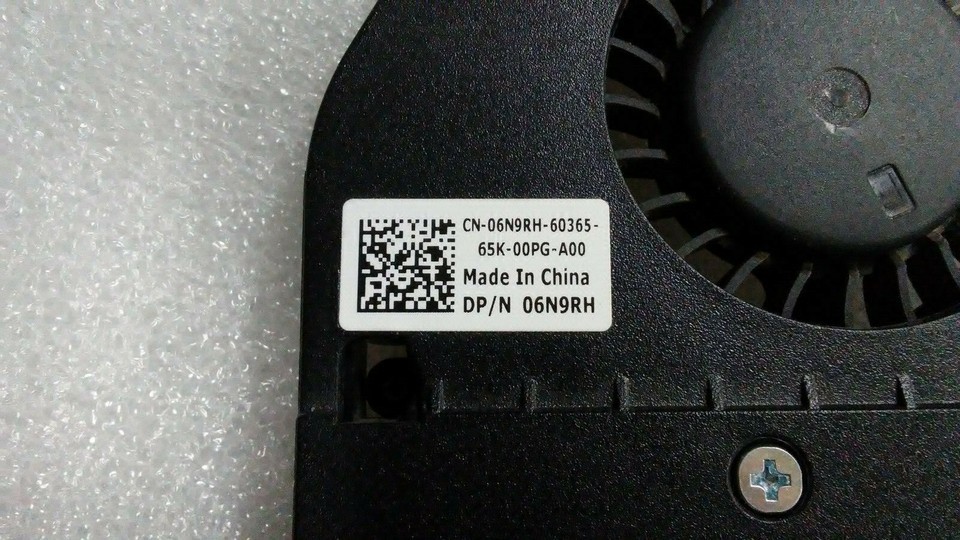 CN-06N9RH-60365-
65K-00PG-A00
Made In China
DP/N 06N9RH